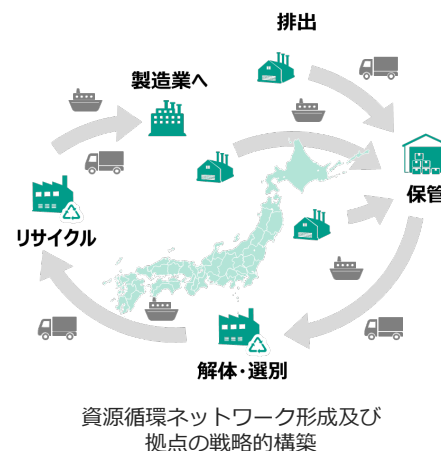 排出
製造業へ
保管
リサイクル
解体・選別
資源循環ネットワーク形成及び
拠点の戦略的構築